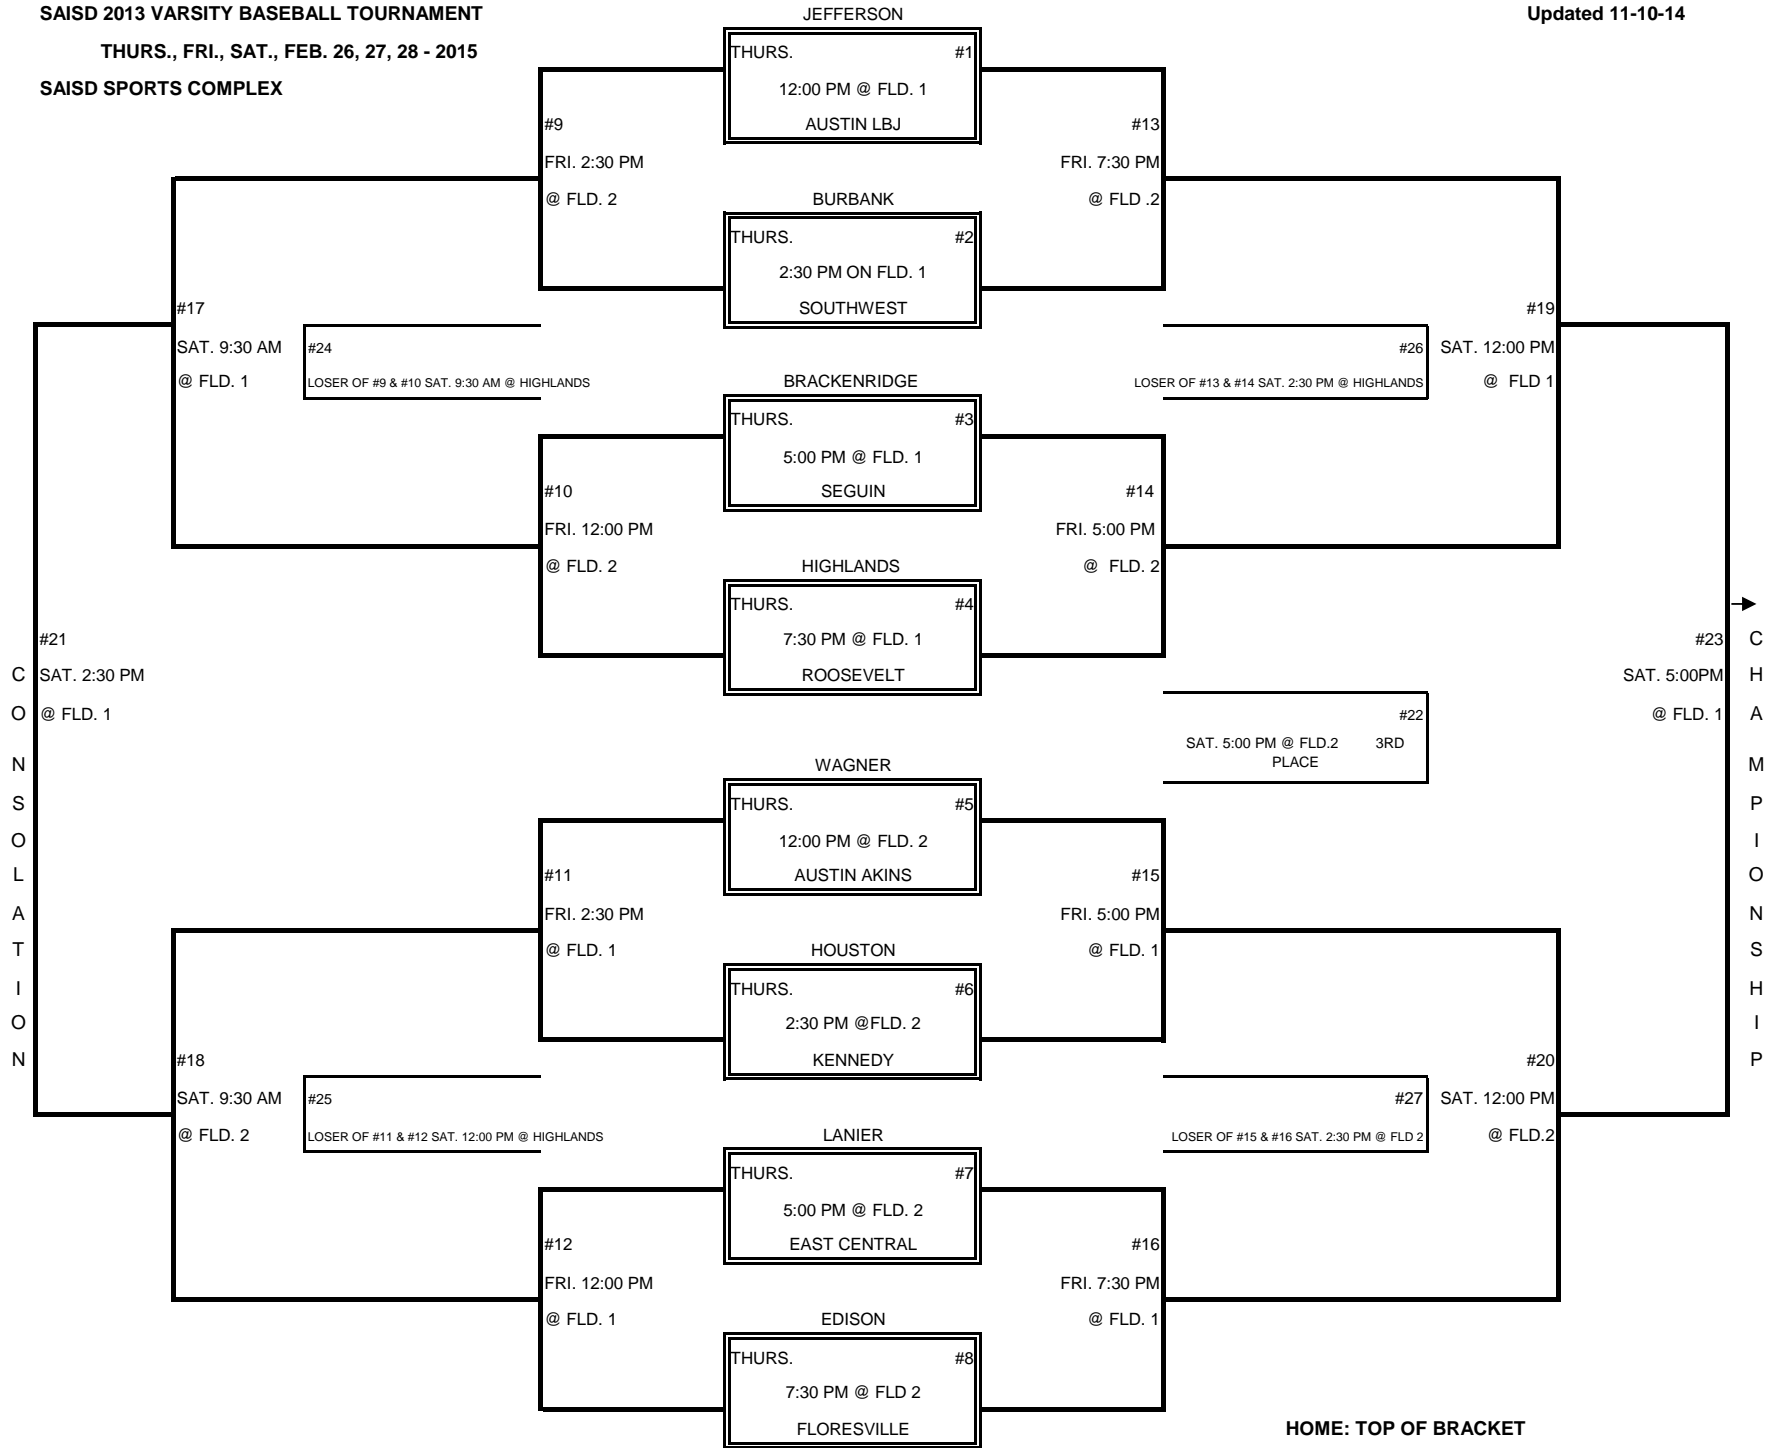 SAISD 2013 VARSITY BASEBALL TOURNAMENT
THURS., FRI., SAT., FEB. 26, 27, 28 - 2015
SAISD SPORTS COMPLEX
Updated 11-10-14
JEFFERSON
THURS. #1
12:00 PM @ FLD. 1
AUSTIN LBJ
#9
FRI. 2:30 PM
@ FLD. 2
#13
FRI. 7:30 PM
@ FLD .2
BURBANK
THURS. #2
2:30 PM ON FLD. 1
SOUTHWEST
#17
SAT. 9:30 AM
@ FLD. 1
#24
LOSER OF #9 & #10 SAT. 9:30 AM @ HIGHLANDS
#26
LOSER OF #13 & #14 SAT. 2:30 PM @ HIGHLANDS
#19
SAT. 12:00 PM
@ FLD 1
BRACKENRIDGE
THURS. #3
5:00 PM @ FLD. 1
SEGUIN
#10
FRI. 12:00 PM
@ FLD. 2
#14
FRI. 5:00 PM
@ FLD. 2
HIGHLANDS
THURS. #4
7:30 PM @ FLD. 1
ROOSEVELT
#21
SAT. 2:30 PM
@ FLD. 1
CONSOLATION
#22
SAT. 5:00 PM @ FLD.2 3RD
PLACE
#23
SAT. 5:00PM
@ FLD. 1
CHAMPIONSHIP
WAGNER
THURS. #5
12:00 PM @ FLD. 2
AUSTIN AKINS
#11
FRI. 2:30 PM
@ FLD. 1
#15
FRI. 5:00 PM
@ FLD. 1
HOUSTON
THURS. #6
2:30 PM @FLD. 2
KENNEDY
#18
SAT. 9:30 AM
@ FLD. 2
#25
LOSER OF #11 & #12 SAT. 12:00 PM @ HIGHLANDS
#27
LOSER OF #15 & #16 SAT. 2:30 PM @ FLD 2
#20
SAT. 12:00 PM
@ FLD.2
LANIER
THURS. #7
5:00 PM @ FLD. 2
EAST CENTRAL
#12
FRI. 12:00 PM
@ FLD. 1
#16
FRI. 7:30 PM
@ FLD. 1
EDISON
THURS. #8
7:30 PM @ FLD 2
FLORESVILLE
HOME: TOP OF BRACKET